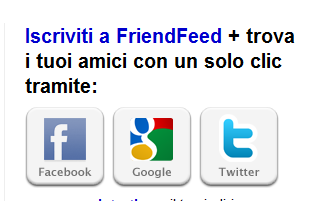 Iscriviti a FriendFeed + trova
i tuoi amici con un solo clic
tramite:
Facebook Google Twitter